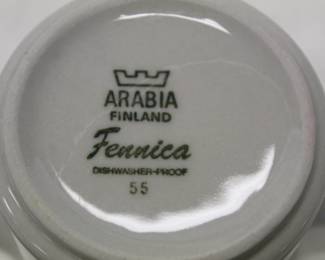 ARABIA
FINLAND
Fennica
DISHWASHER-PROOF
55